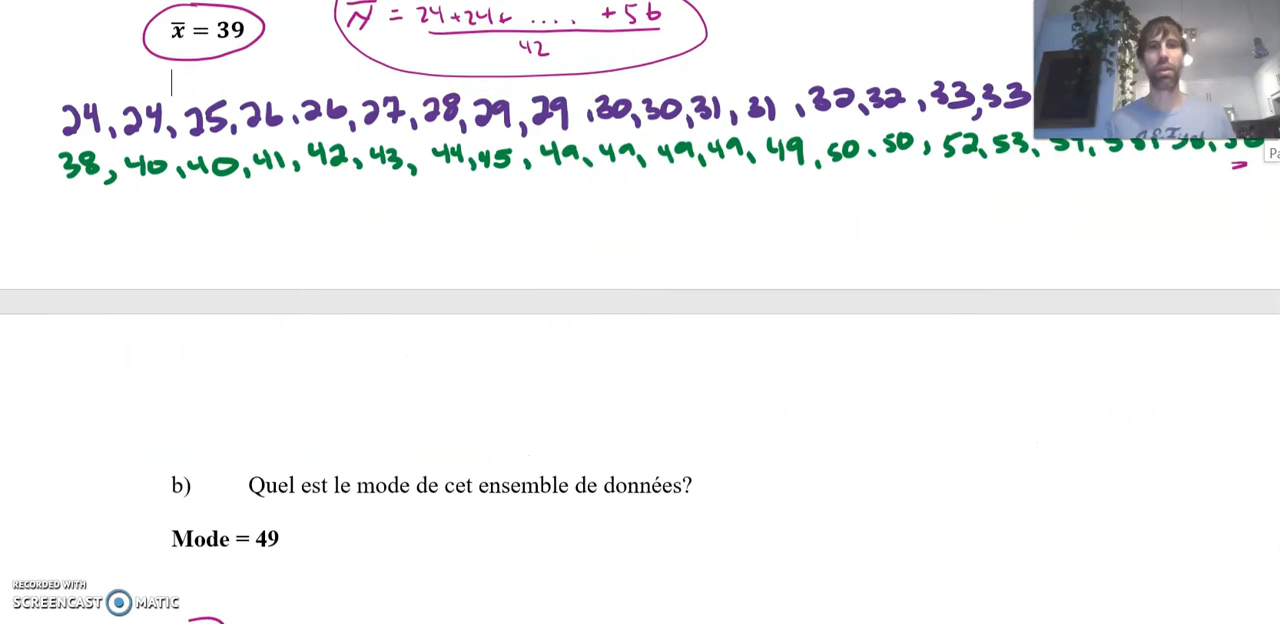 x̅ = 39
N̅ = 24+24+ .... +56
42
24, 24, 25, 26, 26, 27, 28, 29, 29, 30, 30, 31, 31, 32, 32, 33, 33
38, 40, 40, 41, 42, 43, 44, 45, 49, 49, 49, 49, 49, 50, 50, 52, 53,
b) Quel est le mode de cet ensemble de données?
Mode = 49
RECORDED WITH
SCREENCAST MATIC